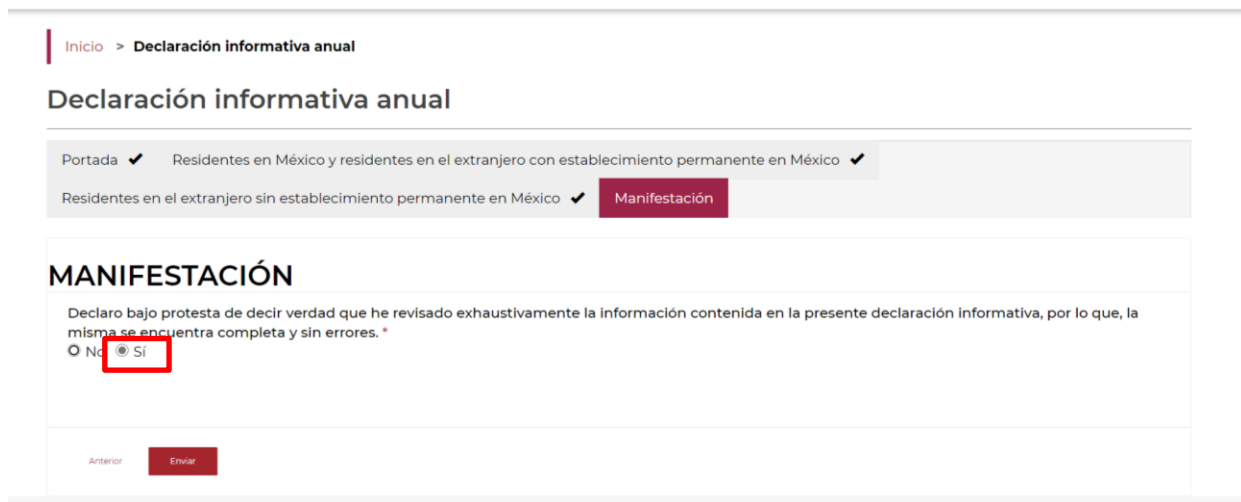 Inicio > Declaración informativa anual
Declaración informativa anual
Portada ✔ Residentes en México y residentes en el extranjero con establecimiento permanente en México ✔
Residentes en el extranjero sin establecimiento permanente en México ✔ Manifestación
MANIFESTACIÓN
Declaro bajo protesta de decir verdad que he revisado exhaustivamente la información contenida en la presente declaración informativa, por lo que, la
misma se encuentra completa y sin errores. *
No Sí
Anterior Enviar